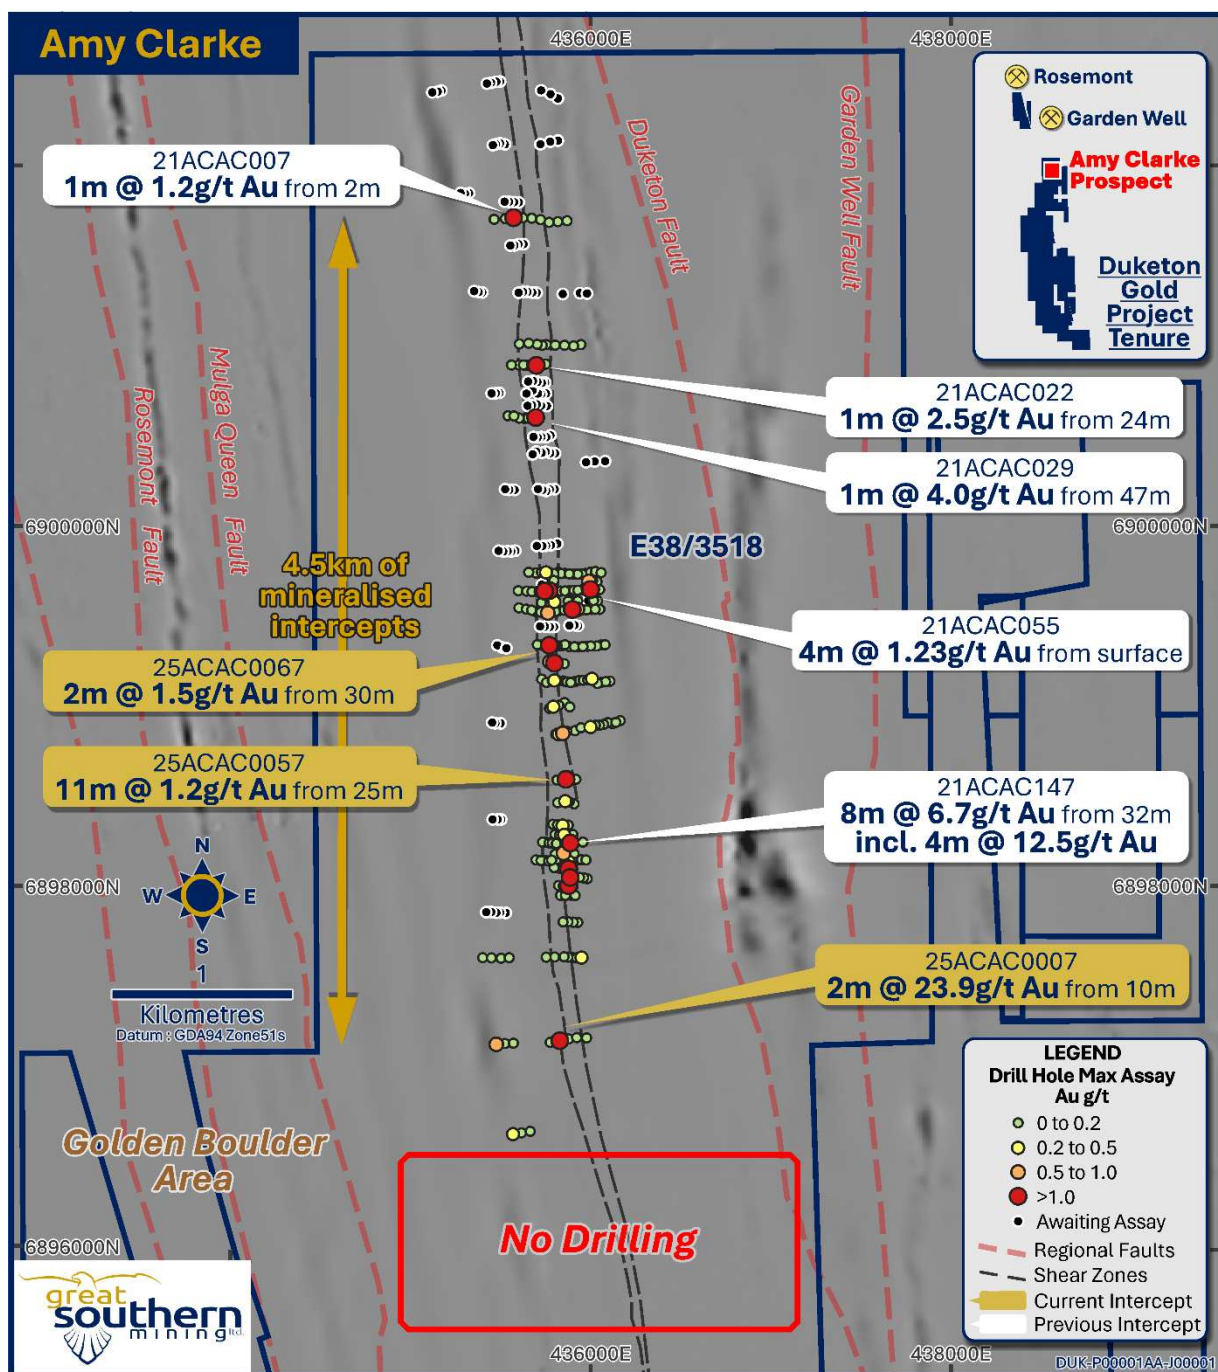 Amy Clarke
436000E
438000E
Rosemont
Garden Well
Amy Clarke
Prospect
Duketon
Gold
Project
Tenure
21ACAC007
1m @ 1.2g/t Au from 2m
Duketon Fault
Garden Well Fault
Rosemont Fault
Mulga Queen Fault
21ACAC022
1m @ 2.5g/t Au from 24m
21ACAC029
1m @ 4.0g/t Au from 47m
6900000N
6900000N
E38/3518
4.5km of
mineralised
intercepts
21ACAC055
4m @ 1.23g/t Au from surface
25ACAC0067
2m @ 1.5g/t Au from 30m
25ACAC0057
11m @ 1.2g/t Au from 25m
21ACAC147
8m @ 6.7g/t Au from 32m
incl. 4m @ 12.5g/t Au
N
W E
S
6898000N
6898000N
1
Kilometres
Datum : GDA94 Zone51s
25ACAC0007
2m @ 23.9g/t Au from 10m
Golden Boulder
Area
No Drilling
6896000N
LEGEND
Drill Hole Max Assay
Au g/t
0 to 0.2
0.2 to 0.5
0.5 to 1.0
>1.0
Awaiting Assay
Regional Faults
Shear Zones
Current Intercept
Previous Intercept
great
southern
mining ltd.
436000E
438000E
DUK-P00001AA-J00001